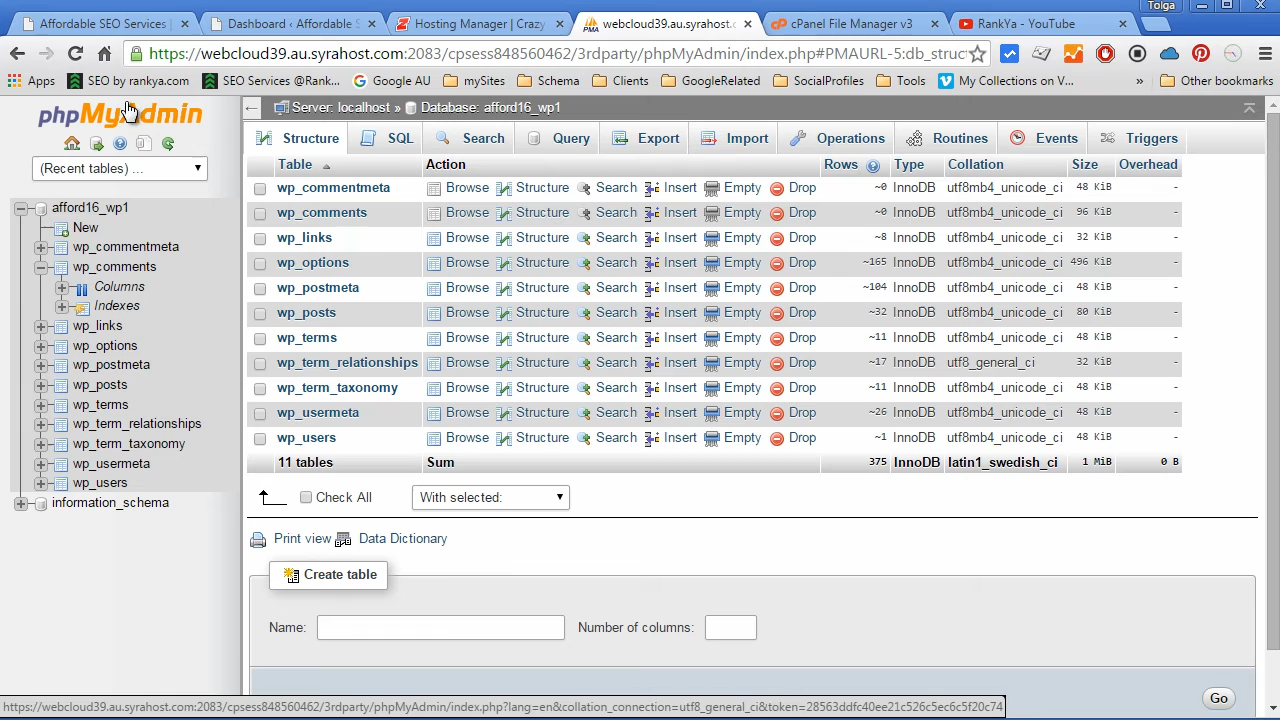 Tolga
Affordable SEO Services | Dashboard ‹ Affordable S Hosting Manager | Crazy webcloud39.au.syrahost. cPanel File Manager v3 RankYa - YouTube
https://webcloud39.au.syrahost.com:2083/cpsess848560462/3rdparty/phpMyAdmin/index.php#PMAURL-5:db_struc
Apps SEO by rankya.com SEO Services @Rank... Google AU mySites Schema Clients GoogleRelated SocialProfiles Tools My Collections on V... » Other bookmarks
phpMyAdmin
(Recent tables) ...
afford16_wp1
New
wp_commentmeta
wp_comments
Columns
Indexes
wp_links
wp_options
wp_postmeta
wp_posts
wp_terms
wp_term_relationships
wp_term_taxonomy
wp_usermeta
wp_users
information_schema
Server: localhost » Database: afford16_wp1
Structure SQL Search Query Export Import Operations Routines Events Triggers
Table Action Rows Type Collation Size Overhead
wp_commentmeta Browse Structure Search Insert Empty Drop ~0 InnoDB utf8mb4_unicode_ci 48 KiB -
wp_comments Browse Structure Search Insert Empty Drop ~0 InnoDB utf8mb4_unicode_ci 96 KiB -
wp_links Browse Structure Search Insert Empty Drop ~8 InnoDB utf8mb4_unicode_ci 32 KiB -
wp_options Browse Structure Search Insert Empty Drop ~165 InnoDB utf8mb4_unicode_ci 496 KiB -
wp_postmeta Browse Structure Search Insert Empty Drop ~104 InnoDB utf8mb4_unicode_ci 48 KiB -
wp_posts Browse Structure Search Insert Empty Drop ~32 InnoDB utf8mb4_unicode_ci 80 KiB -
wp_terms Browse Structure Search Insert Empty Drop ~11 InnoDB utf8mb4_unicode_ci 48 KiB -
wp_term_relationships Browse Structure Search Insert Empty Drop ~17 InnoDB utf8_general_ci 32 KiB -
wp_term_taxonomy Browse Structure Search Insert Empty Drop ~11 InnoDB utf8mb4_unicode_ci 48 KiB -
wp_usermeta Browse Structure Search Insert Empty Drop ~26 InnoDB utf8mb4_unicode_ci 48 KiB -
wp_users Browse Structure Search Insert Empty Drop ~1 InnoDB utf8mb4_unicode_ci 48 KiB -
11 tables Sum 375 InnoDB latin1_swedish_ci 1 MiB 0 B
Check All With selected:
Print view Data Dictionary
Create table
Name: Number of columns:
Go
https://webcloud39.au.syrahost.com:2083/cpsess848560462/3rdparty/phpMyAdmin/index.php?lang=en&collation_connection=utf8_general_ci&token=28563ddfc40ee21c526c5ec6c5f20c74